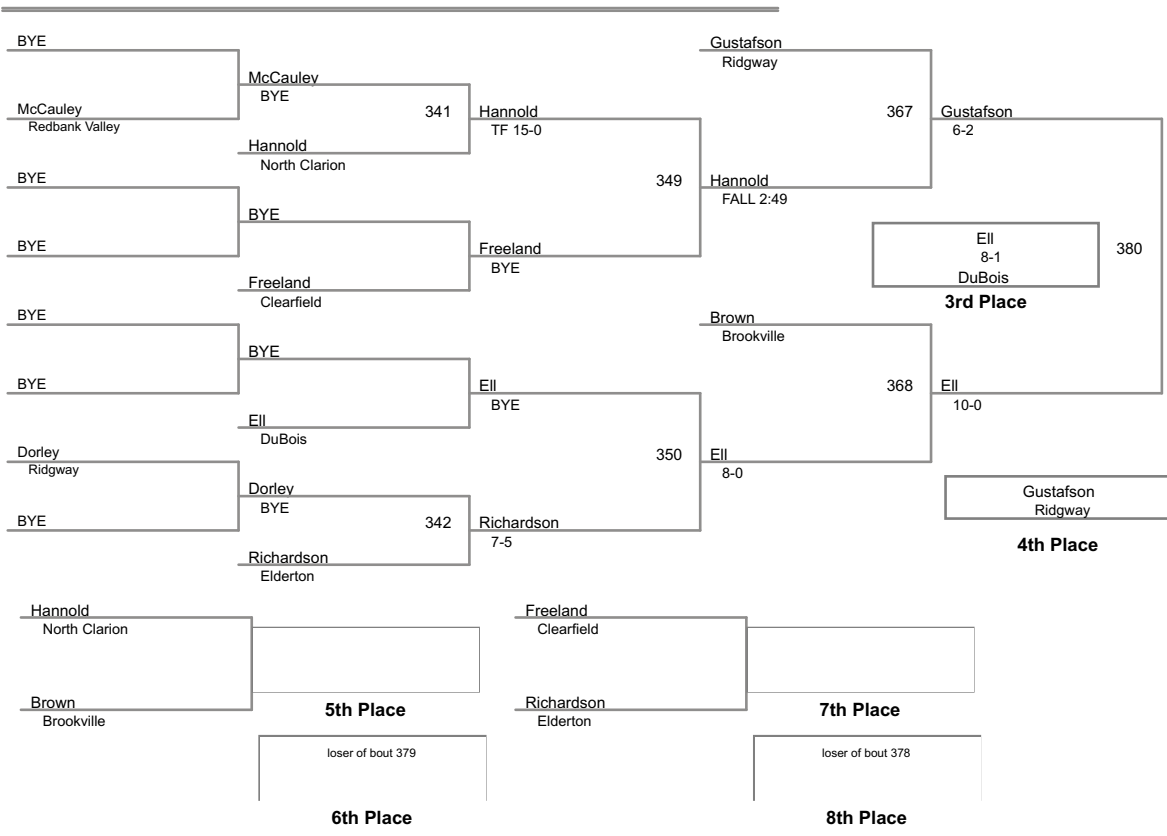 BYE
McCauley
Redbank Valley
BYE
BYE
BYE
BYE
Dorley
Ridgway
BYE
McCauley
BYE
Hannold
North Clarion
BYE
Freeland
Clearfield
BYE
Ell
DuBois
Dorley
BYE
Richardson
Elderton
341
Hannold
TF 15-0
Freeland
BYE
Ell
BYE
342
Richardson
7-5
349
350
Gustafson
Ridgway
Hannold
FALL 2:49
Brown
Brookville
Ell
8-0
367
Gustafson
6-2
368
Ell
10-0
Ell
8-1
DuBois
3rd Place
380
Gustafson
Ridgway
4th Place
Hannold
North Clarion
Brown
Brookville
5th Place
loser of bout 379
6th Place
Freeland
Clearfield
Richardson
Elderton
7th Place
loser of bout 378
8th Place